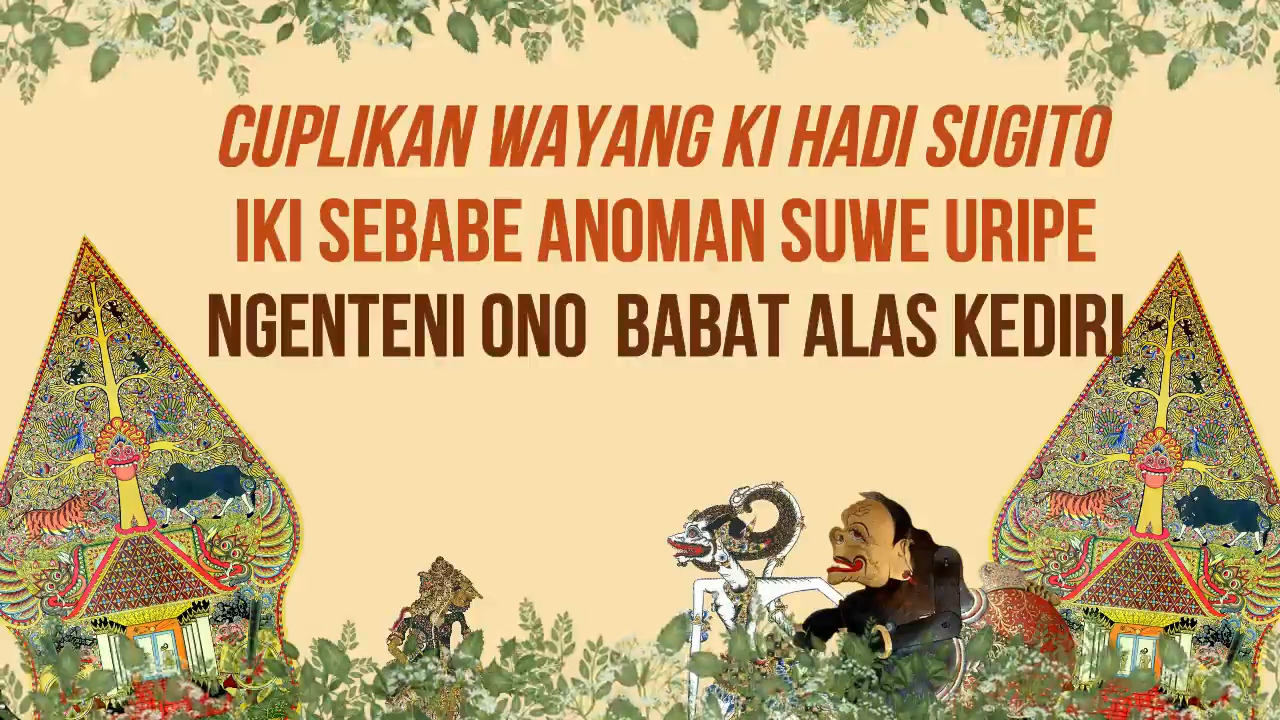 CUPLIKAN WAYANG KI HADI SUGITO
IKI SEBABE ANOMAN SUWE URIPE
NGENTENI ONO BABAT ALAS KEDIRI